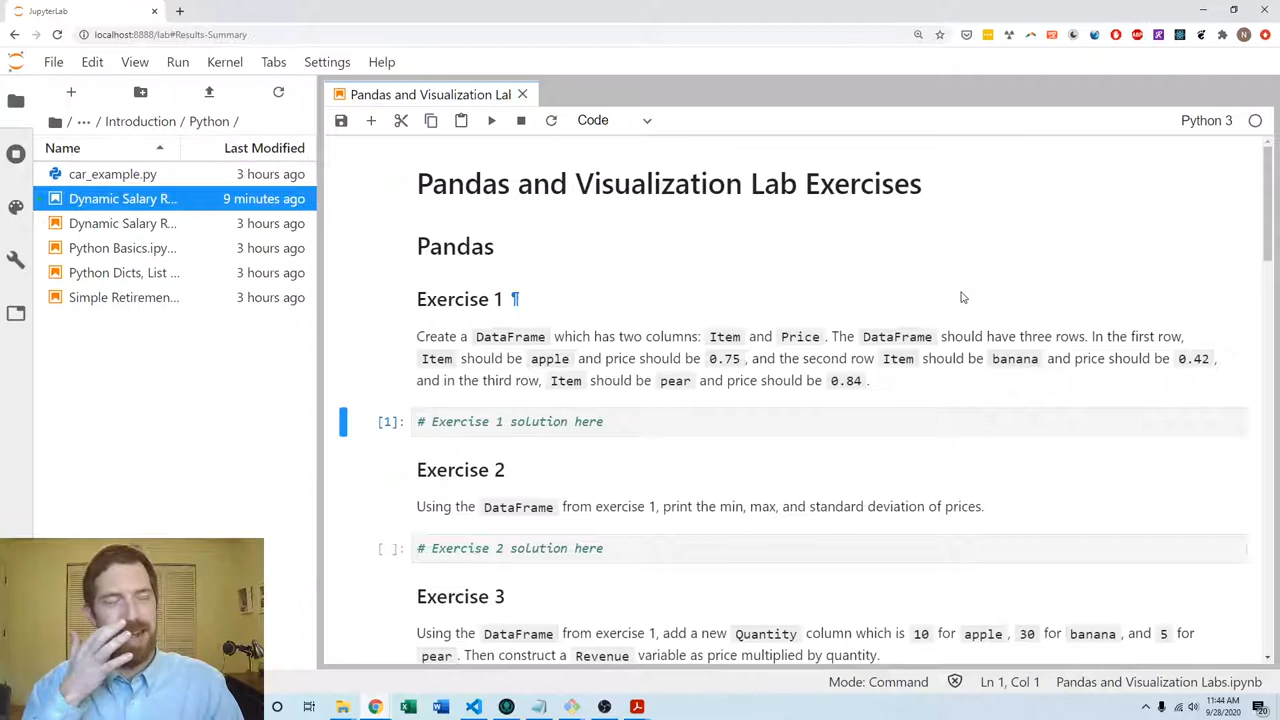 JupyterLab
localhost:8888/lab#Results-Summary
N
File Edit View Run Kernel Tabs Settings Help
Pandas and Visualization Lal
/ ··· / Introduction / Python /
Code
Python 3
Name Last Modified
car_example.py 3 hours ago
Dynamic Salary R... 9 minutes ago
Dynamic Salary R... 3 hours ago
Python Basics.ipy... 3 hours ago
Python Dicts, List ... 3 hours ago
Simple Retiremen... 3 hours ago
Pandas and Visualization Lab Exercises
Pandas
Exercise 1 ¶
Create a DataFrame which has two columns: Item and Price . The DataFrame should have three rows. In the first row,
Item should be apple and price should be 0.75 , and the second row Item should be banana and price should be 0.42 ,
and in the third row, Item should be pear and price should be 0.84 .
[1]: # Exercise 1 solution here
Exercise 2
Using the DataFrame from exercise 1, print the min, max, and standard deviation of prices.
[ ]: # Exercise 2 solution here
Exercise 3
Using the DataFrame from exercise 1, add a new Quantity column which is 10 for apple , 30 for banana , and 5 for
pear . Then construct a Revenue variable as price multiplied by quantity.
Mode: Command Ln 1, Col 1 Pandas and Visualization Labs.ipynb
11:44 AM
9/28/2020
20